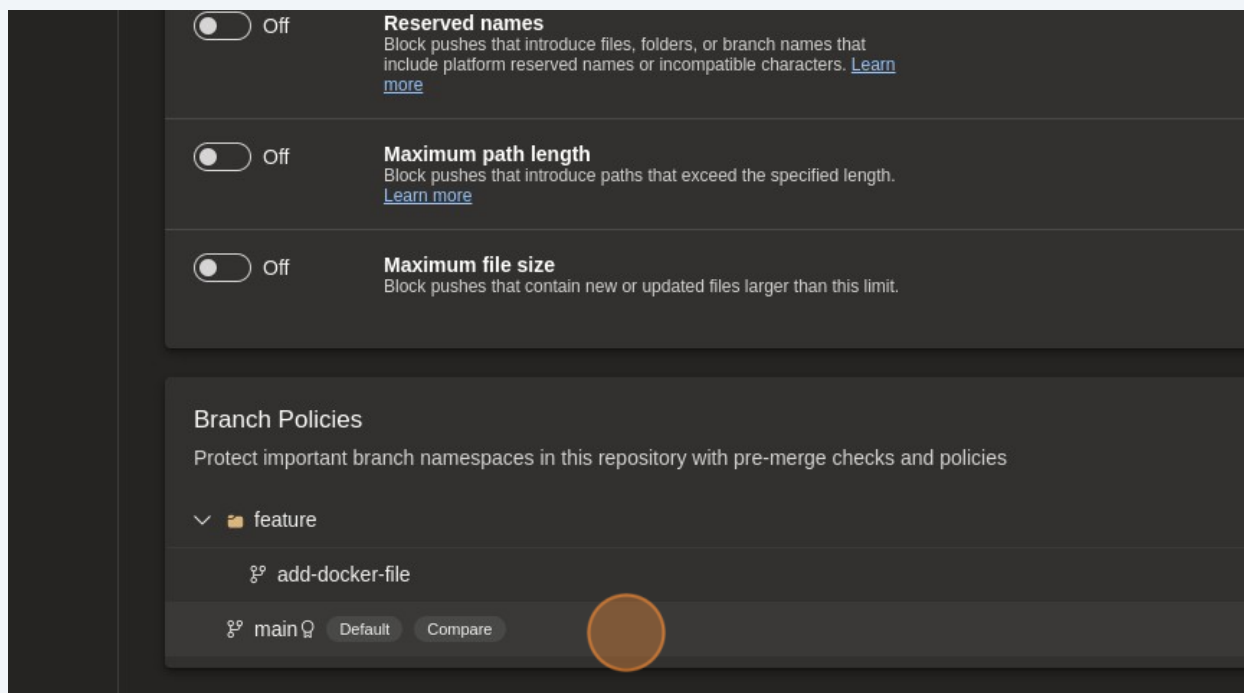 Off
Reserved names
Block pushes that introduce files, folders, or branch names that
include platform reserved names or incompatible characters. Learn
more
Off
Maximum path length
Block pushes that introduce paths that exceed the specified length.
Learn more
Off
Maximum file size
Block pushes that contain new or updated files larger than this limit.
Branch Policies
Protect important branch namespaces in this repository with pre-merge checks and policies
feature
add-docker-file
main Default Compare